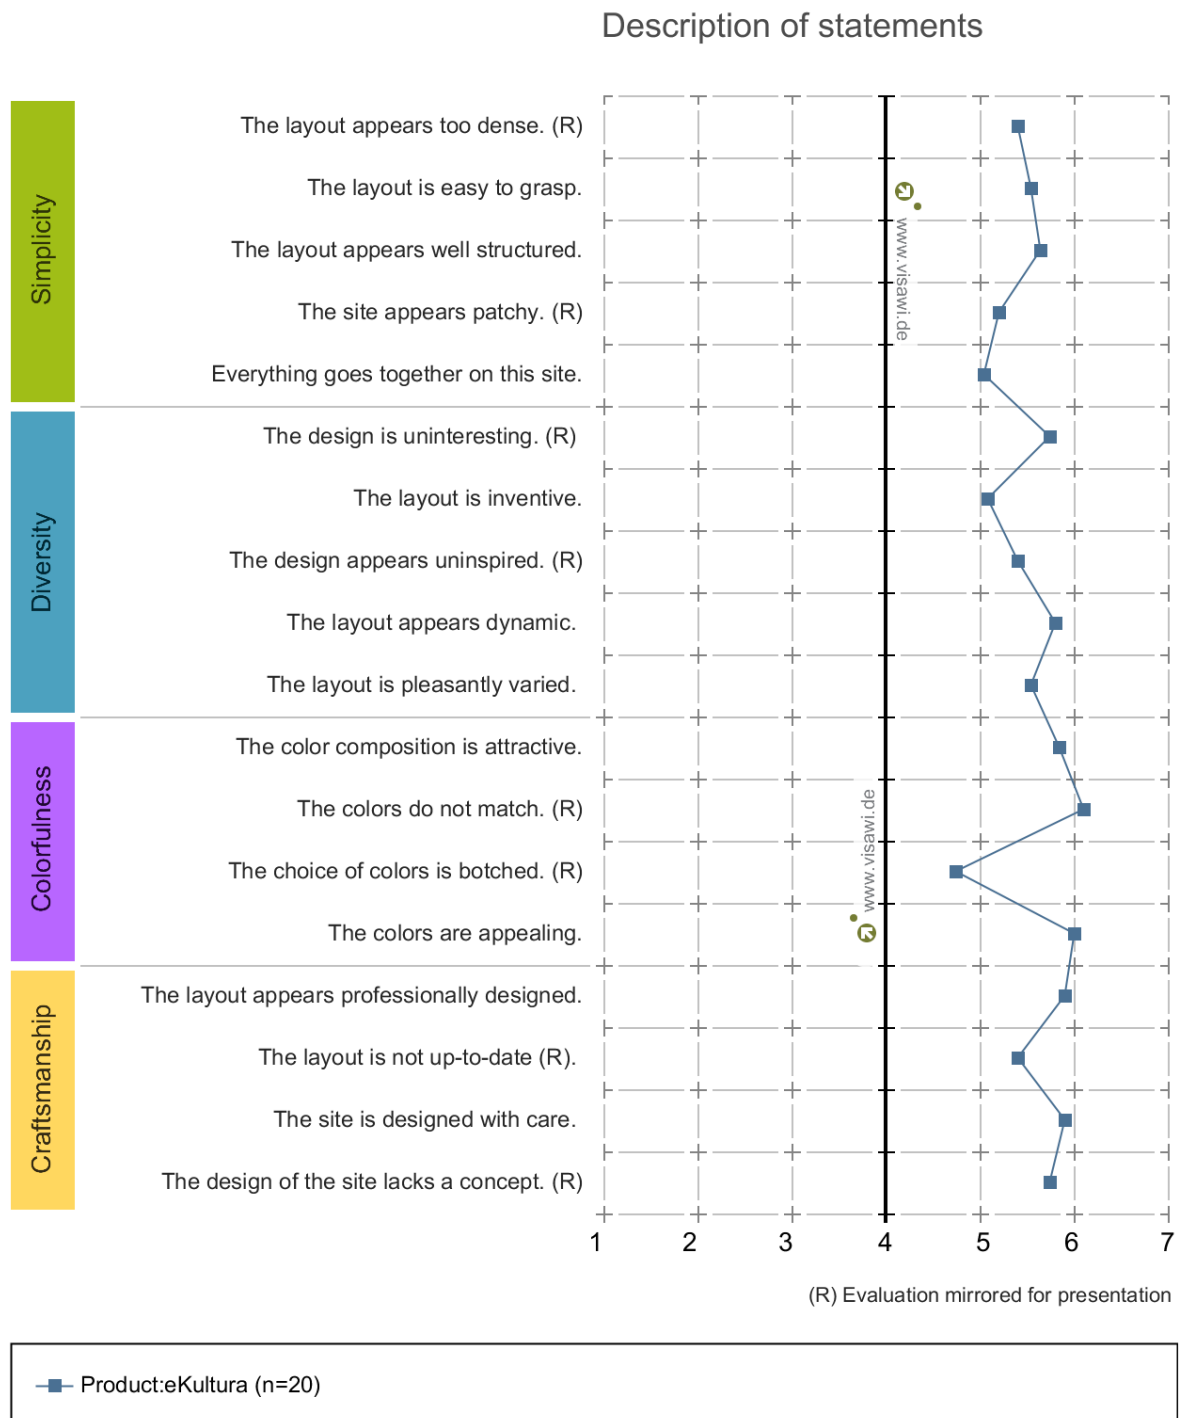 Description of statements
Simplicity
The layout appears too dense. (R)
The layout is easy to grasp.
The layout appears well structured.
The site appears patchy. (R)
Everything goes together on this site.
www.visawi.de
Diversity
The design is uninteresting. (R)
The layout is inventive.
The design appears uninspired. (R)
The layout appears dynamic.
The layout is pleasantly varied.
Colorfulness
The color composition is attractive.
The colors do not match. (R)
The choice of colors is botched. (R)
The colors are appealing.
www.visawi.de
Craftsmanship
The layout appears professionally designed.
The layout is not up-to-date (R).
The site is designed with care.
The design of the site lacks a concept. (R)
1 2 3 4 5 6 7
(R) Evaluation mirrored for presentation
Product:eKultura (n=20)